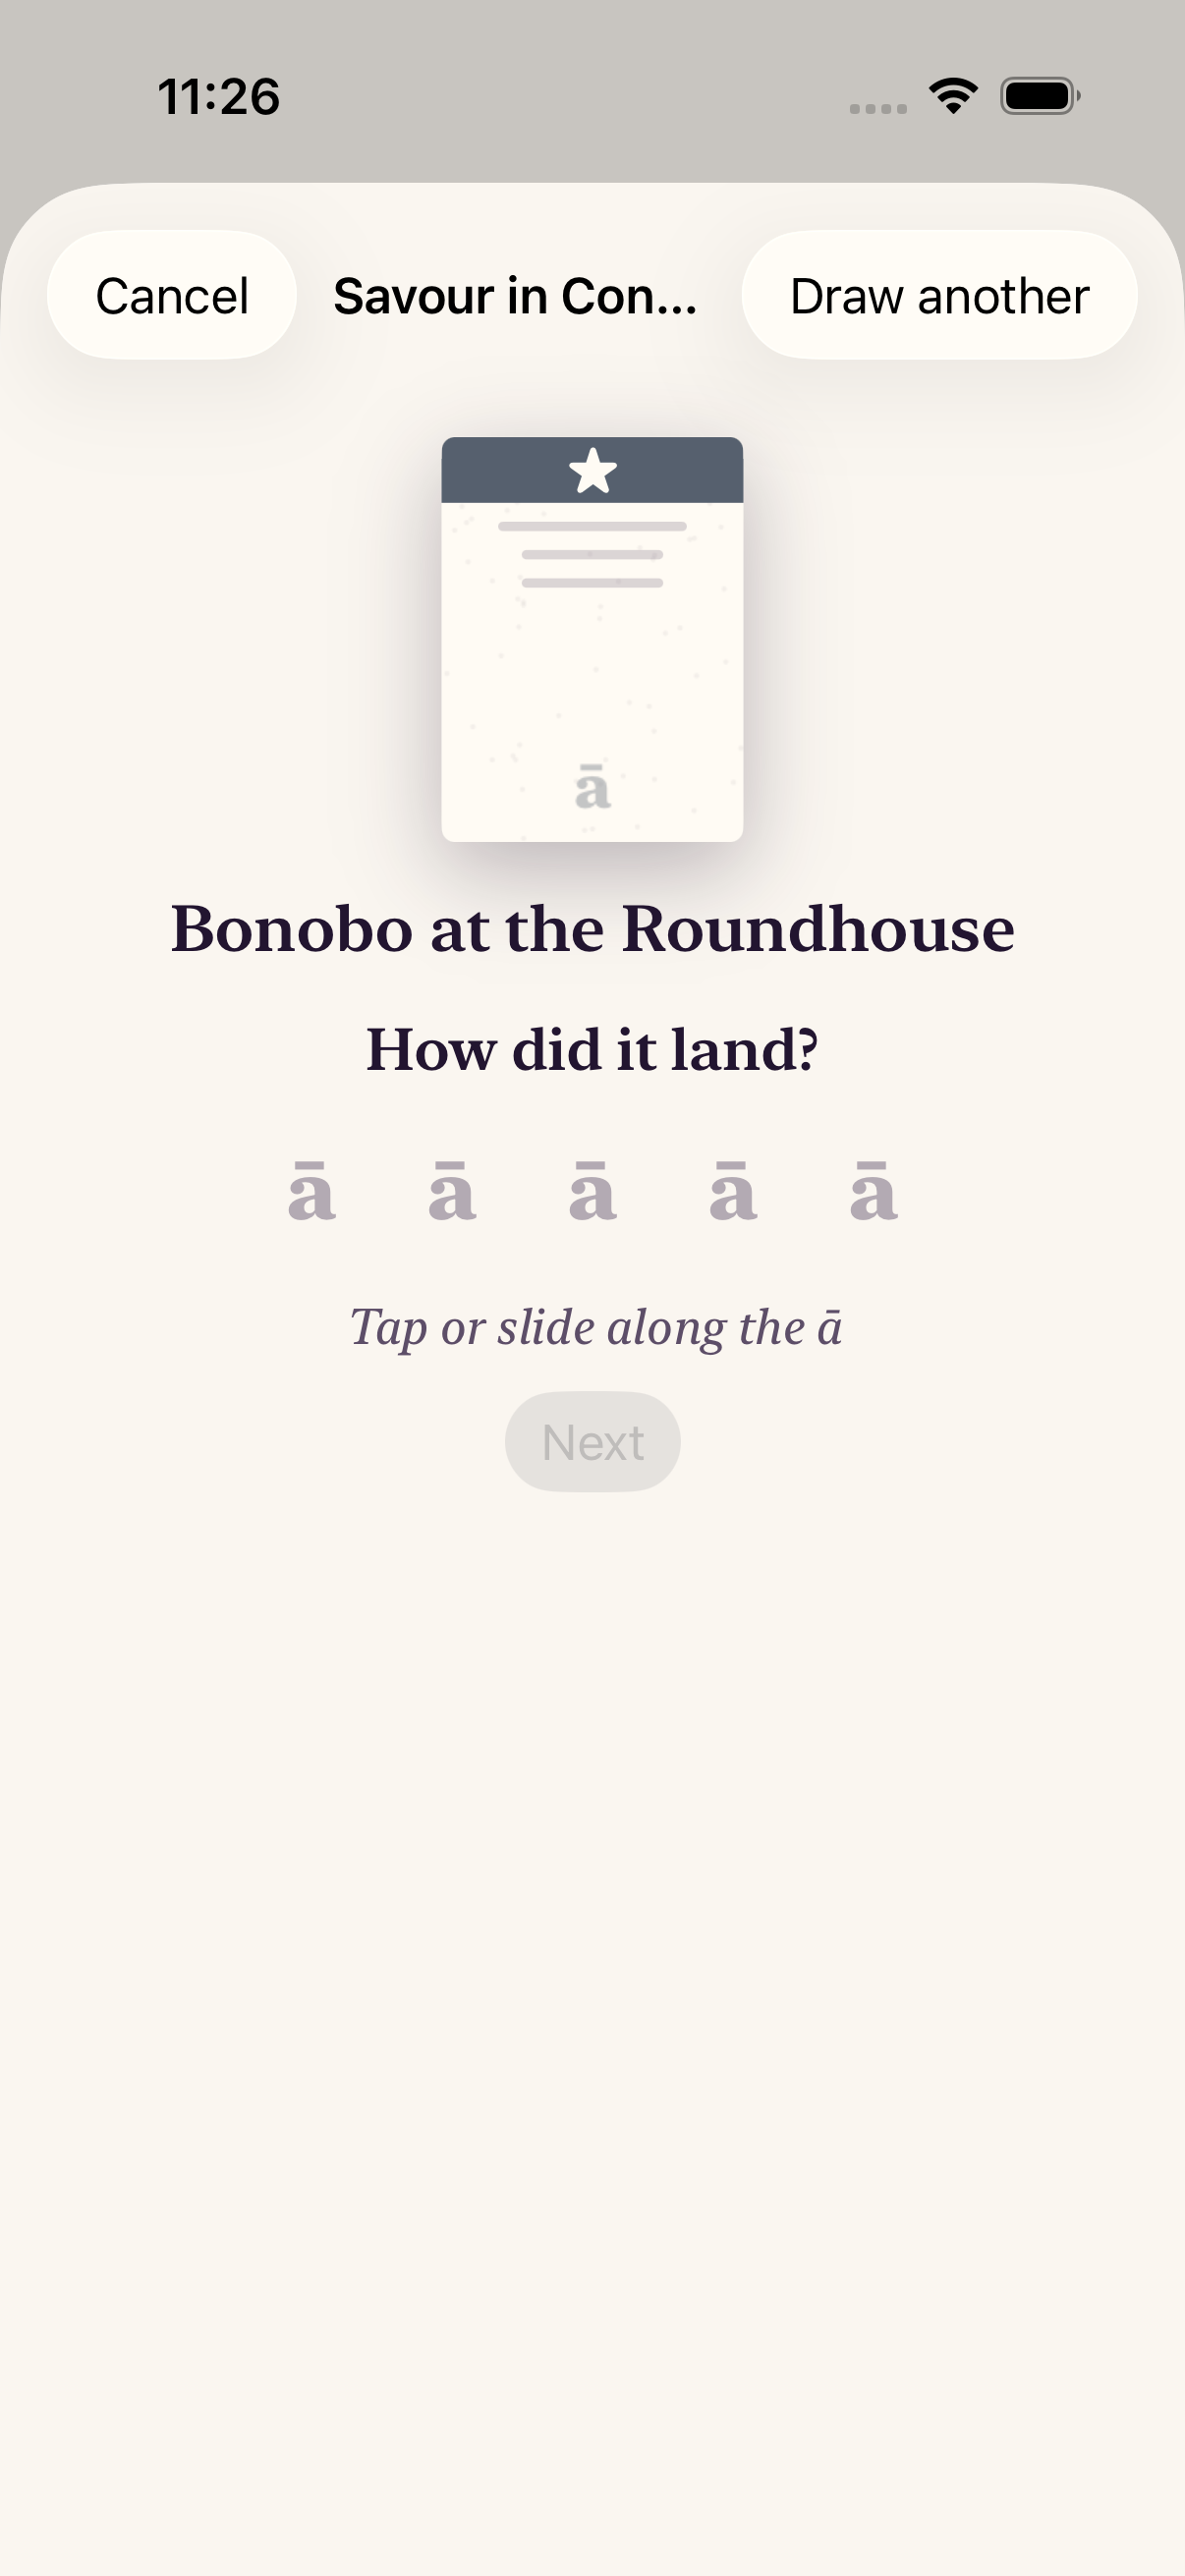 11:26
Cancel
Savour in Con...
Draw another
ā
Bonobo at the Roundhouse
How did it land?
ā ā ā ā ā
Tap or slide along the ā
Next